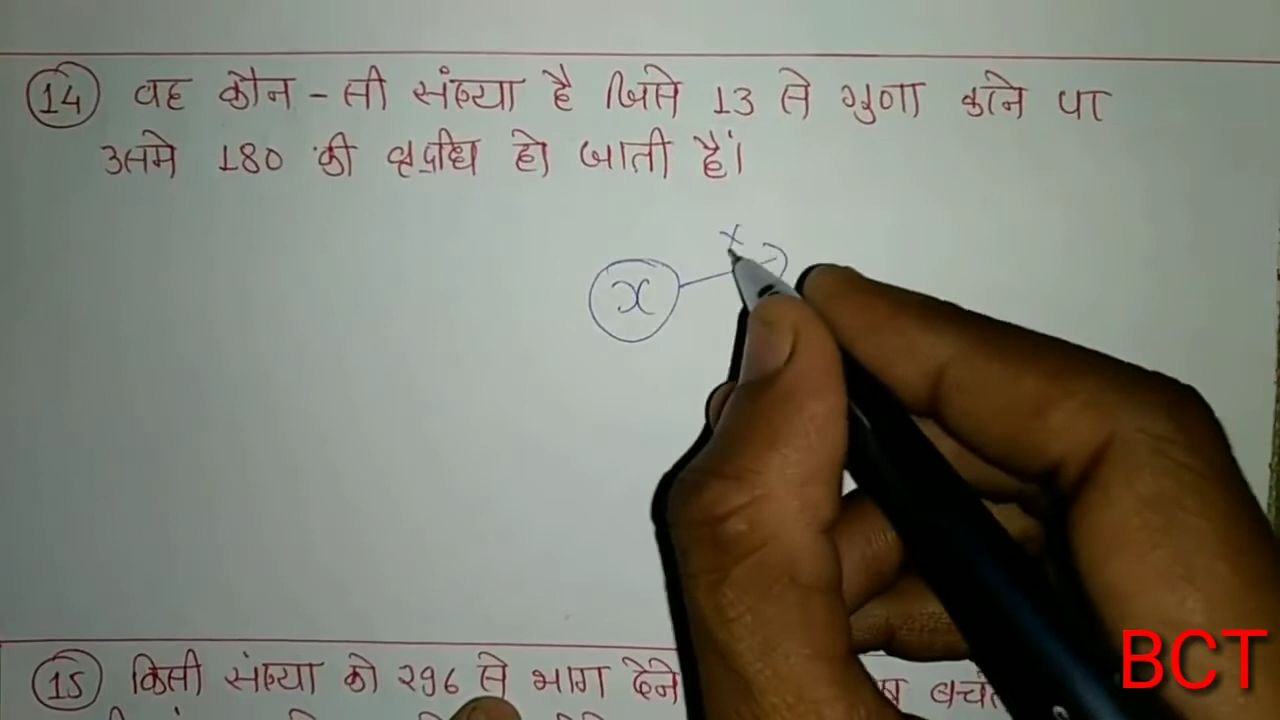 14 वह कौन-सी संख्या है जिसे 13 से गुणा करने पर
उसमे 180 की वृद्धि हो जाती हैं।
x
x
15 किसी संख्या को 296 से भाग देने
BCT